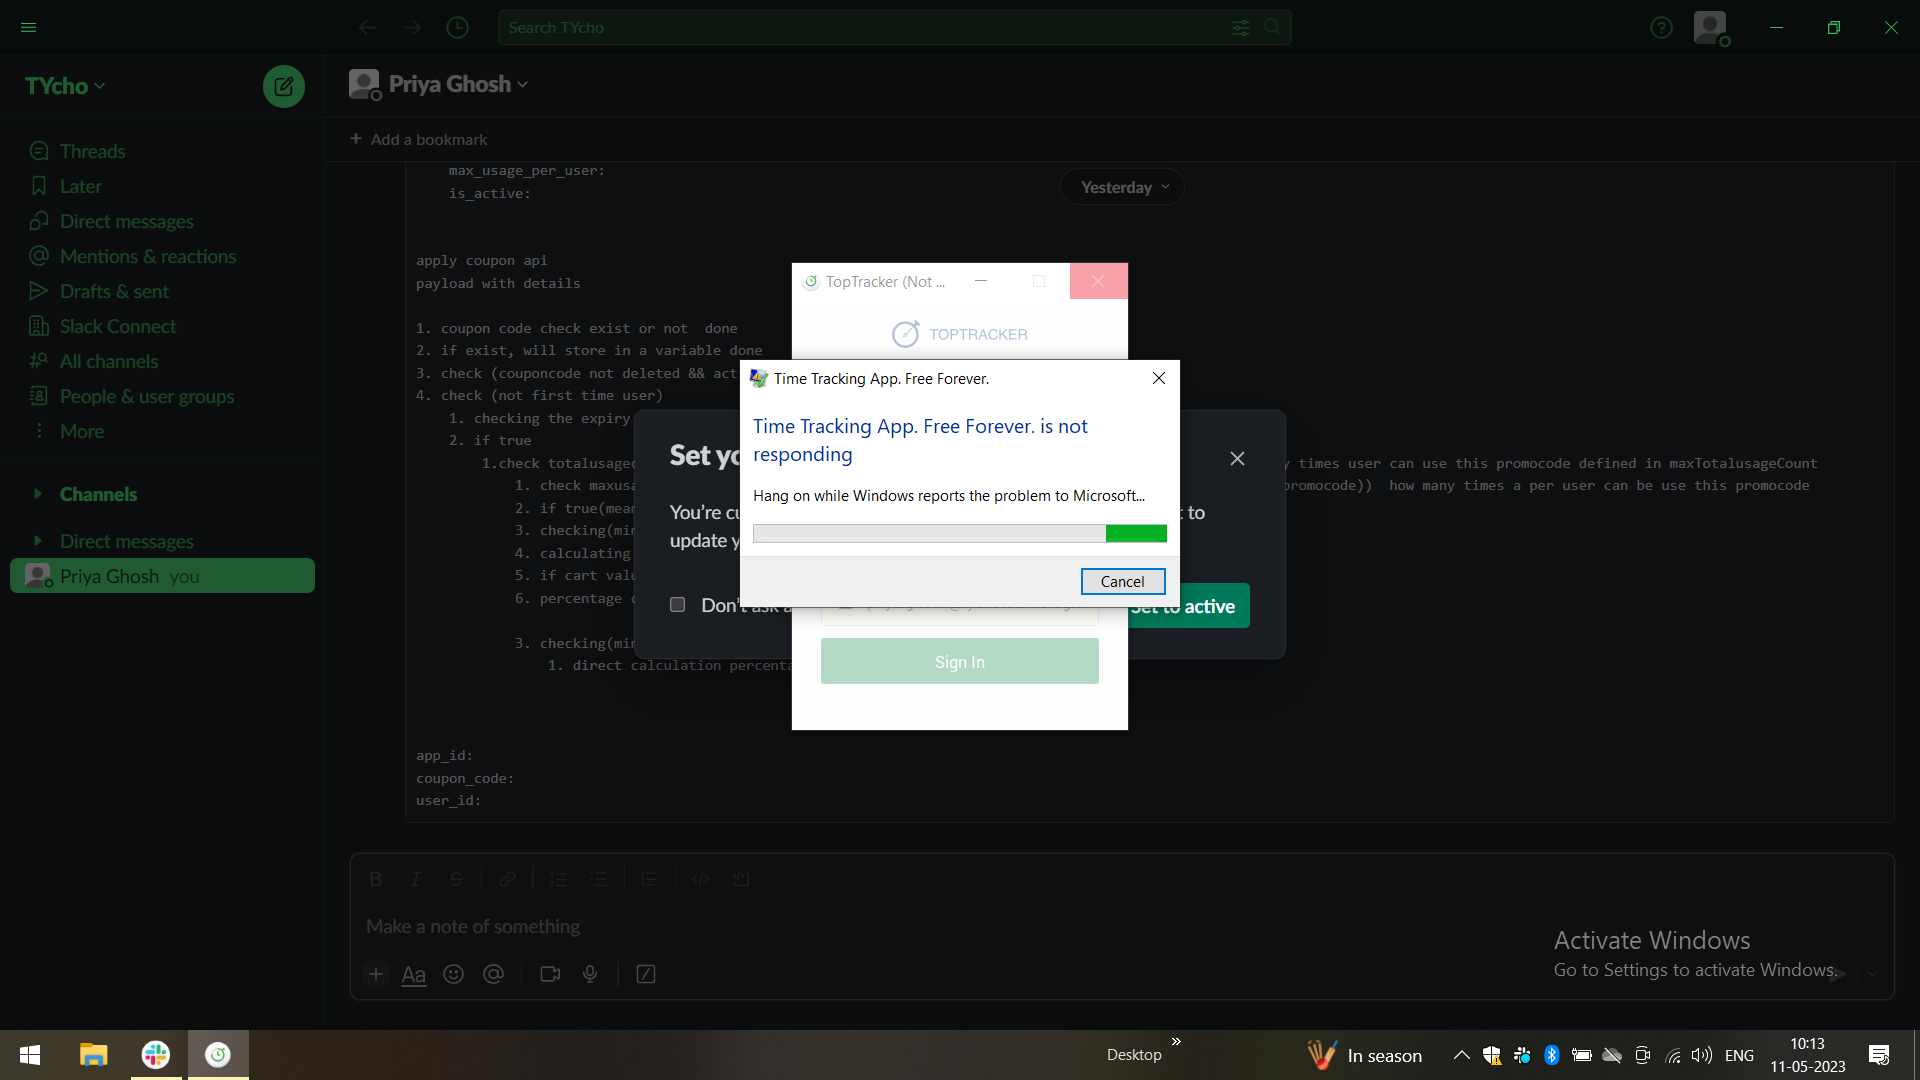 Search TYcho
TYcho
Priya Ghosh
Add a bookmark
Threads
Later
Direct messages
Mentions & reactions
Drafts & sent
Slack Connect
All channels
People & user groups
More
Channels
Direct messages
Priya Ghosh you
max_usage_per_user:
is_active:
Yesterday
apply coupon api
payload with details
1. coupon code check exist or not  done
2. if exist, will store in a variable done
3. check (couponcode not deleted && act
4. check (not first time user)
1. checking the expiry
2. if true
1.check totalusagec
y times user can use this promocode defined in maxTotalusageCount
1. check maxusa
promocode))  how many times a per user can be use this promocode
2. if true(mean
3. checking(min
4. calculating
5. if cart valu
6. percentage c
3. checking(min
1. direct calculation percenta
app_id:
coupon_code:
user_id:
TopTracker (Not ...
TOPTRACKER
Time Tracking App. Free Forever.
Time Tracking App. Free Forever. is not
responding
Hang on while Windows reports the problem to Microsoft...
Cancel
Set yo
You're cu
t to
update y
Don't ask a
Set to active
Sign In
Make a note of something
Activate Windows
Go to Settings to activate Windows.
Desktop
In season
ENG
10:13
11-05-2023